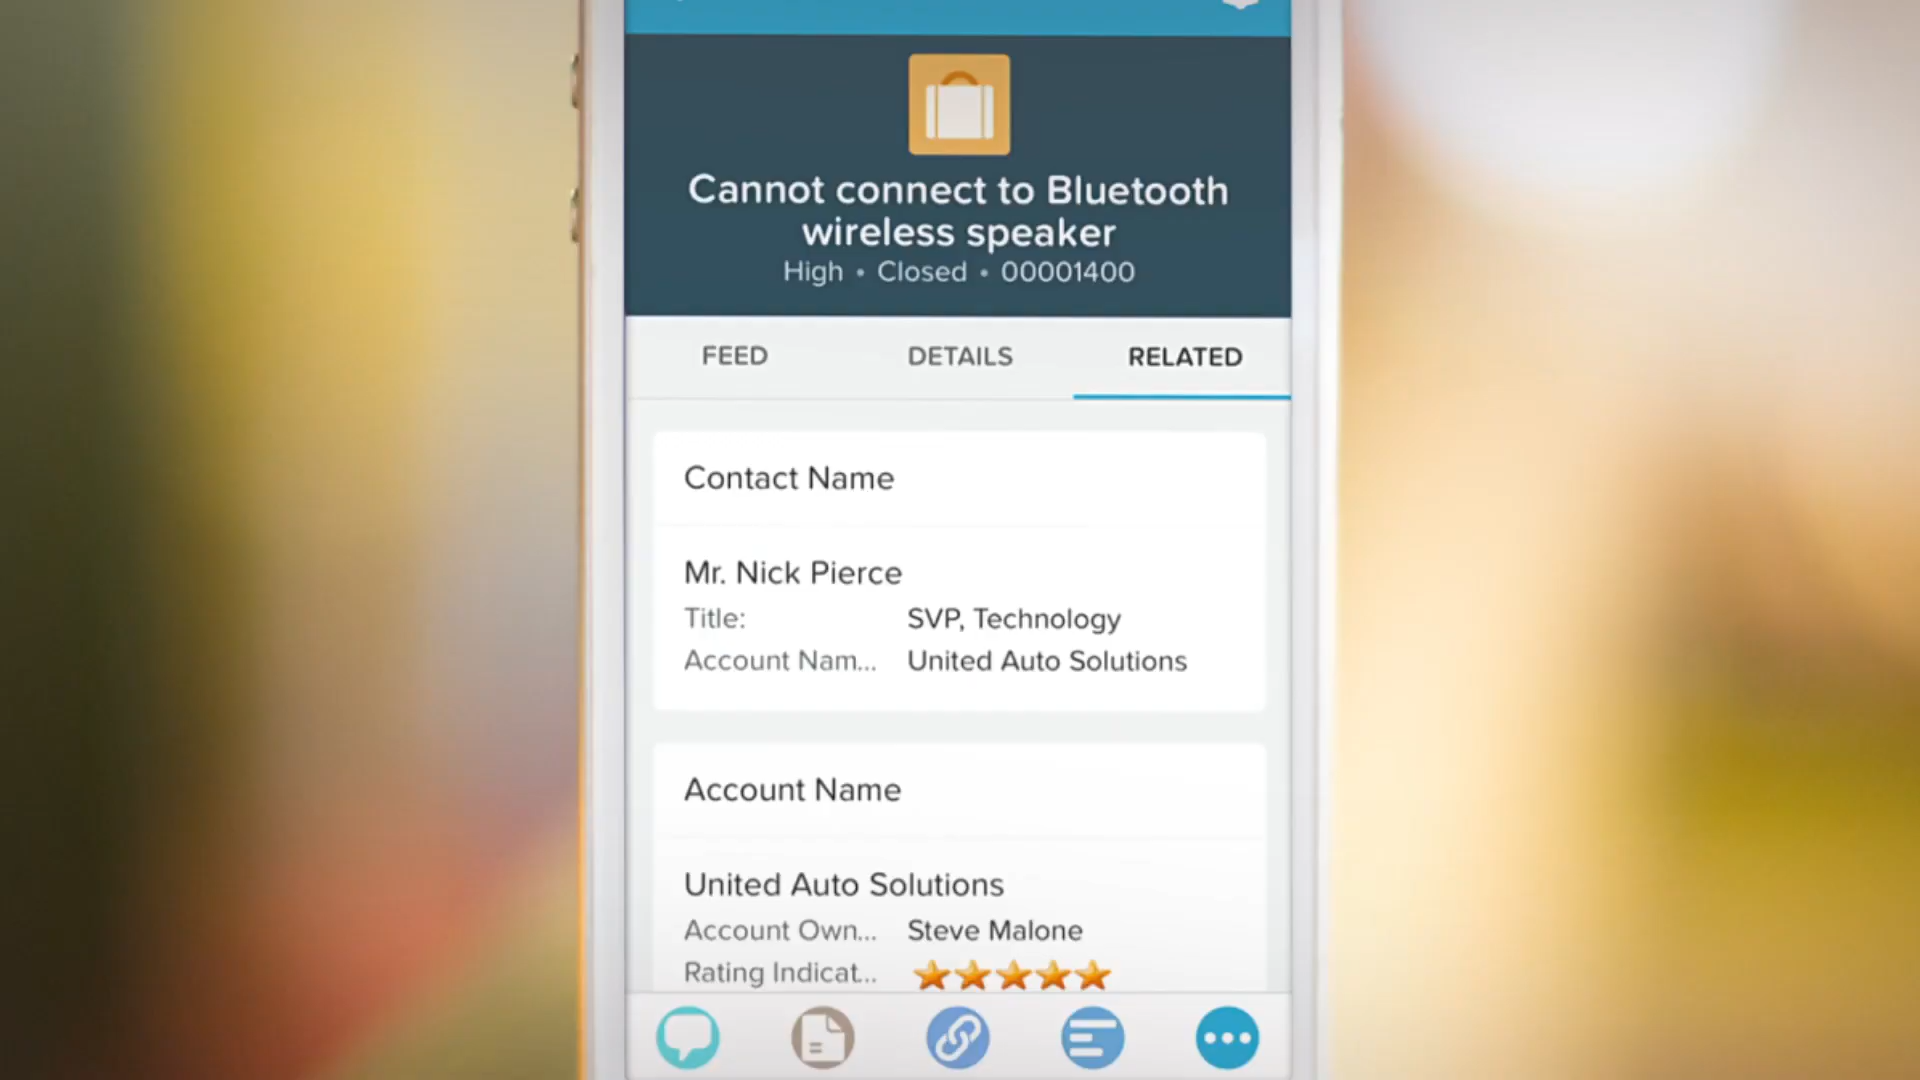 Cannot connect to Bluetooth
wireless speaker
High • Closed • 00001400
FEED DETAILS RELATED
Contact Name
Mr. Nick Pierce
Title: SVP, Technology
Account Nam... United Auto Solutions
Account Name
United Auto Solutions
Account Own... Steve Malone
Rating Indicat...